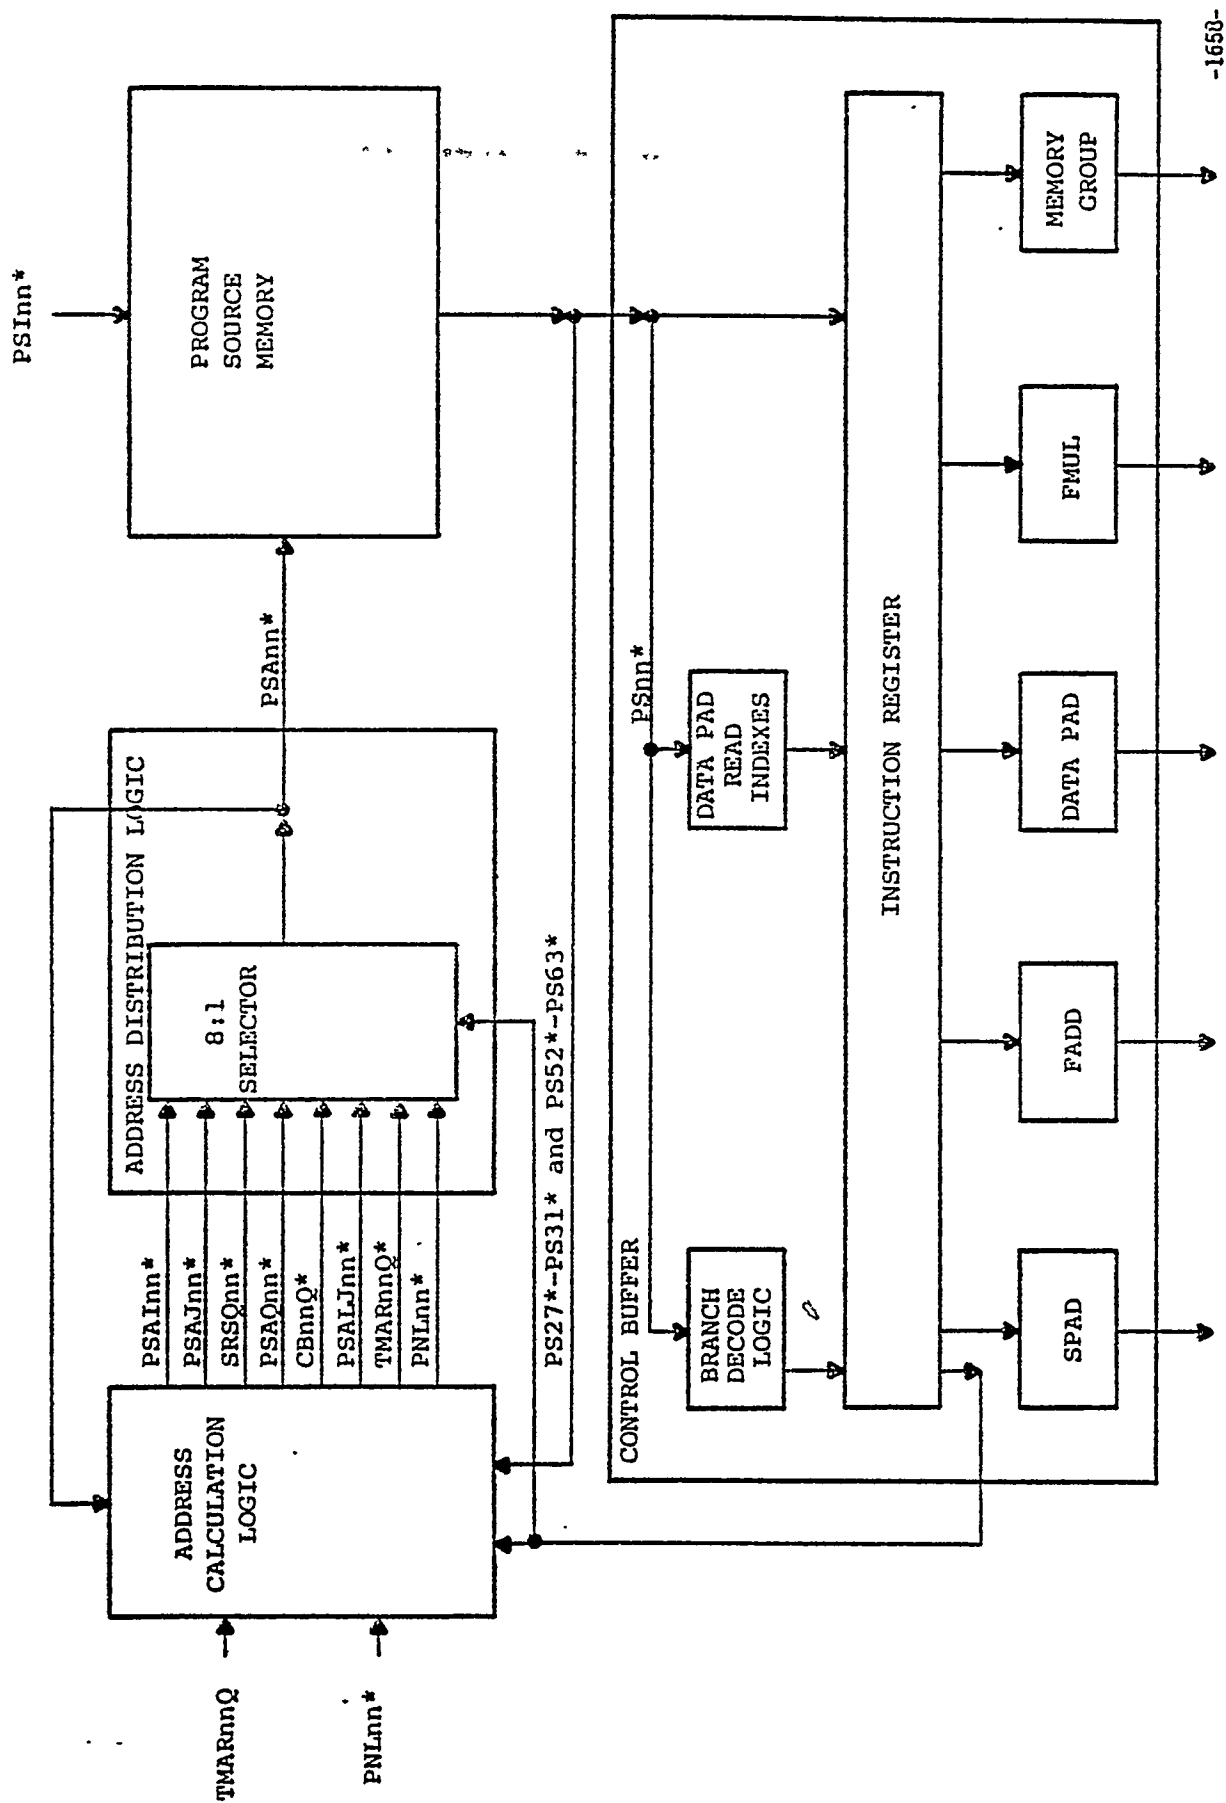 PSInn*
PROGRAM
SOURCE
MEMORY
PSAnn*
ADDRESS DISTRIBUTION LOGIC
8:1
SELECTOR
PSAInn*
PSAJnn*
SRSQnn*
PSAQnn*
CBnnQ*
PSALJnn*
TMARnnQ*
PNLnn*
ADDRESS
CALCULATION
LOGIC
TMARnnQ
PNLnn*
PS27*-PS31* and PS52*-PS63*
CONTROL BUFFER
PSnn*
BRANCH
DECODE
LOGIC
DATA PAD
READ
INDEXES
INSTRUCTION REGISTER
SPAD
FADD
DATA PAD
FMUL
MEMORY
GROUP
-1658-